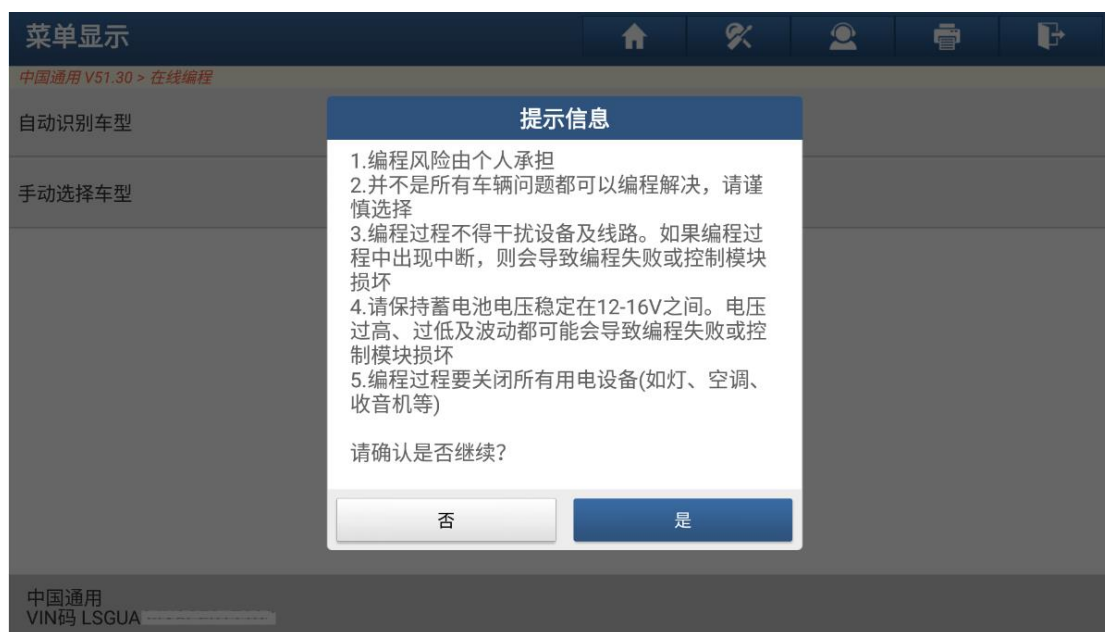 菜单显示
中国通用 V51.30 > 在线编程
自动识别车型
手动选择车型
提示信息
1.编程风险由个人承担
2.并不是所有车辆问题都可以编程解决，请谨
慎选择
3.编程过程不得干扰设备及线路。如果编程过
程中出现中断，则会导致编程失败或控制模块
损坏
4.请保持蓄电池电压稳定在12-16V之间。电压
过高、过低及波动都可能会导致编程失败或控
制模块损坏
5.编程过程要关闭所有用电设备(如灯、空调、
收音机等)
请确认是否继续？
否
是
中国通用
VIN码 LSGUA